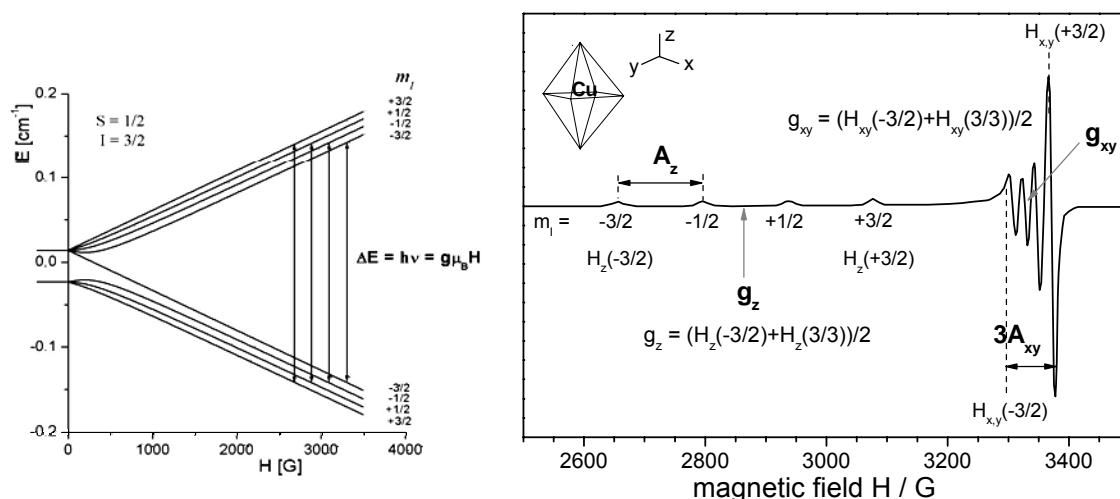 m_I
0.2
+3/2
+1/2
-1/2
-3/2
S = 1/2
I = 3/2
0.1
E [cm⁻¹]
0,0
ΔE = hν = gμ_BH
-0.1
-3/2
-1/2
+1/2
+3/2
-0.2
0
1000
2000
3000
4000
H [G]
H_x,y(+3/2)
z
y
x
Cu
g_xy = (H_xy(-3/2)+H_xy(3/3))/2
g_xy
A_z
m_I =
-3/2
-1/2
+1/2
+3/2
H_z(-3/2)
H_z(+3/2)
g_z
g_z = (H_z(-3/2)+H_z(3/3))/2
3A_xy
H_x,y(-3/2)
2600
2800
3000
3200
3400
magnetic field H / G